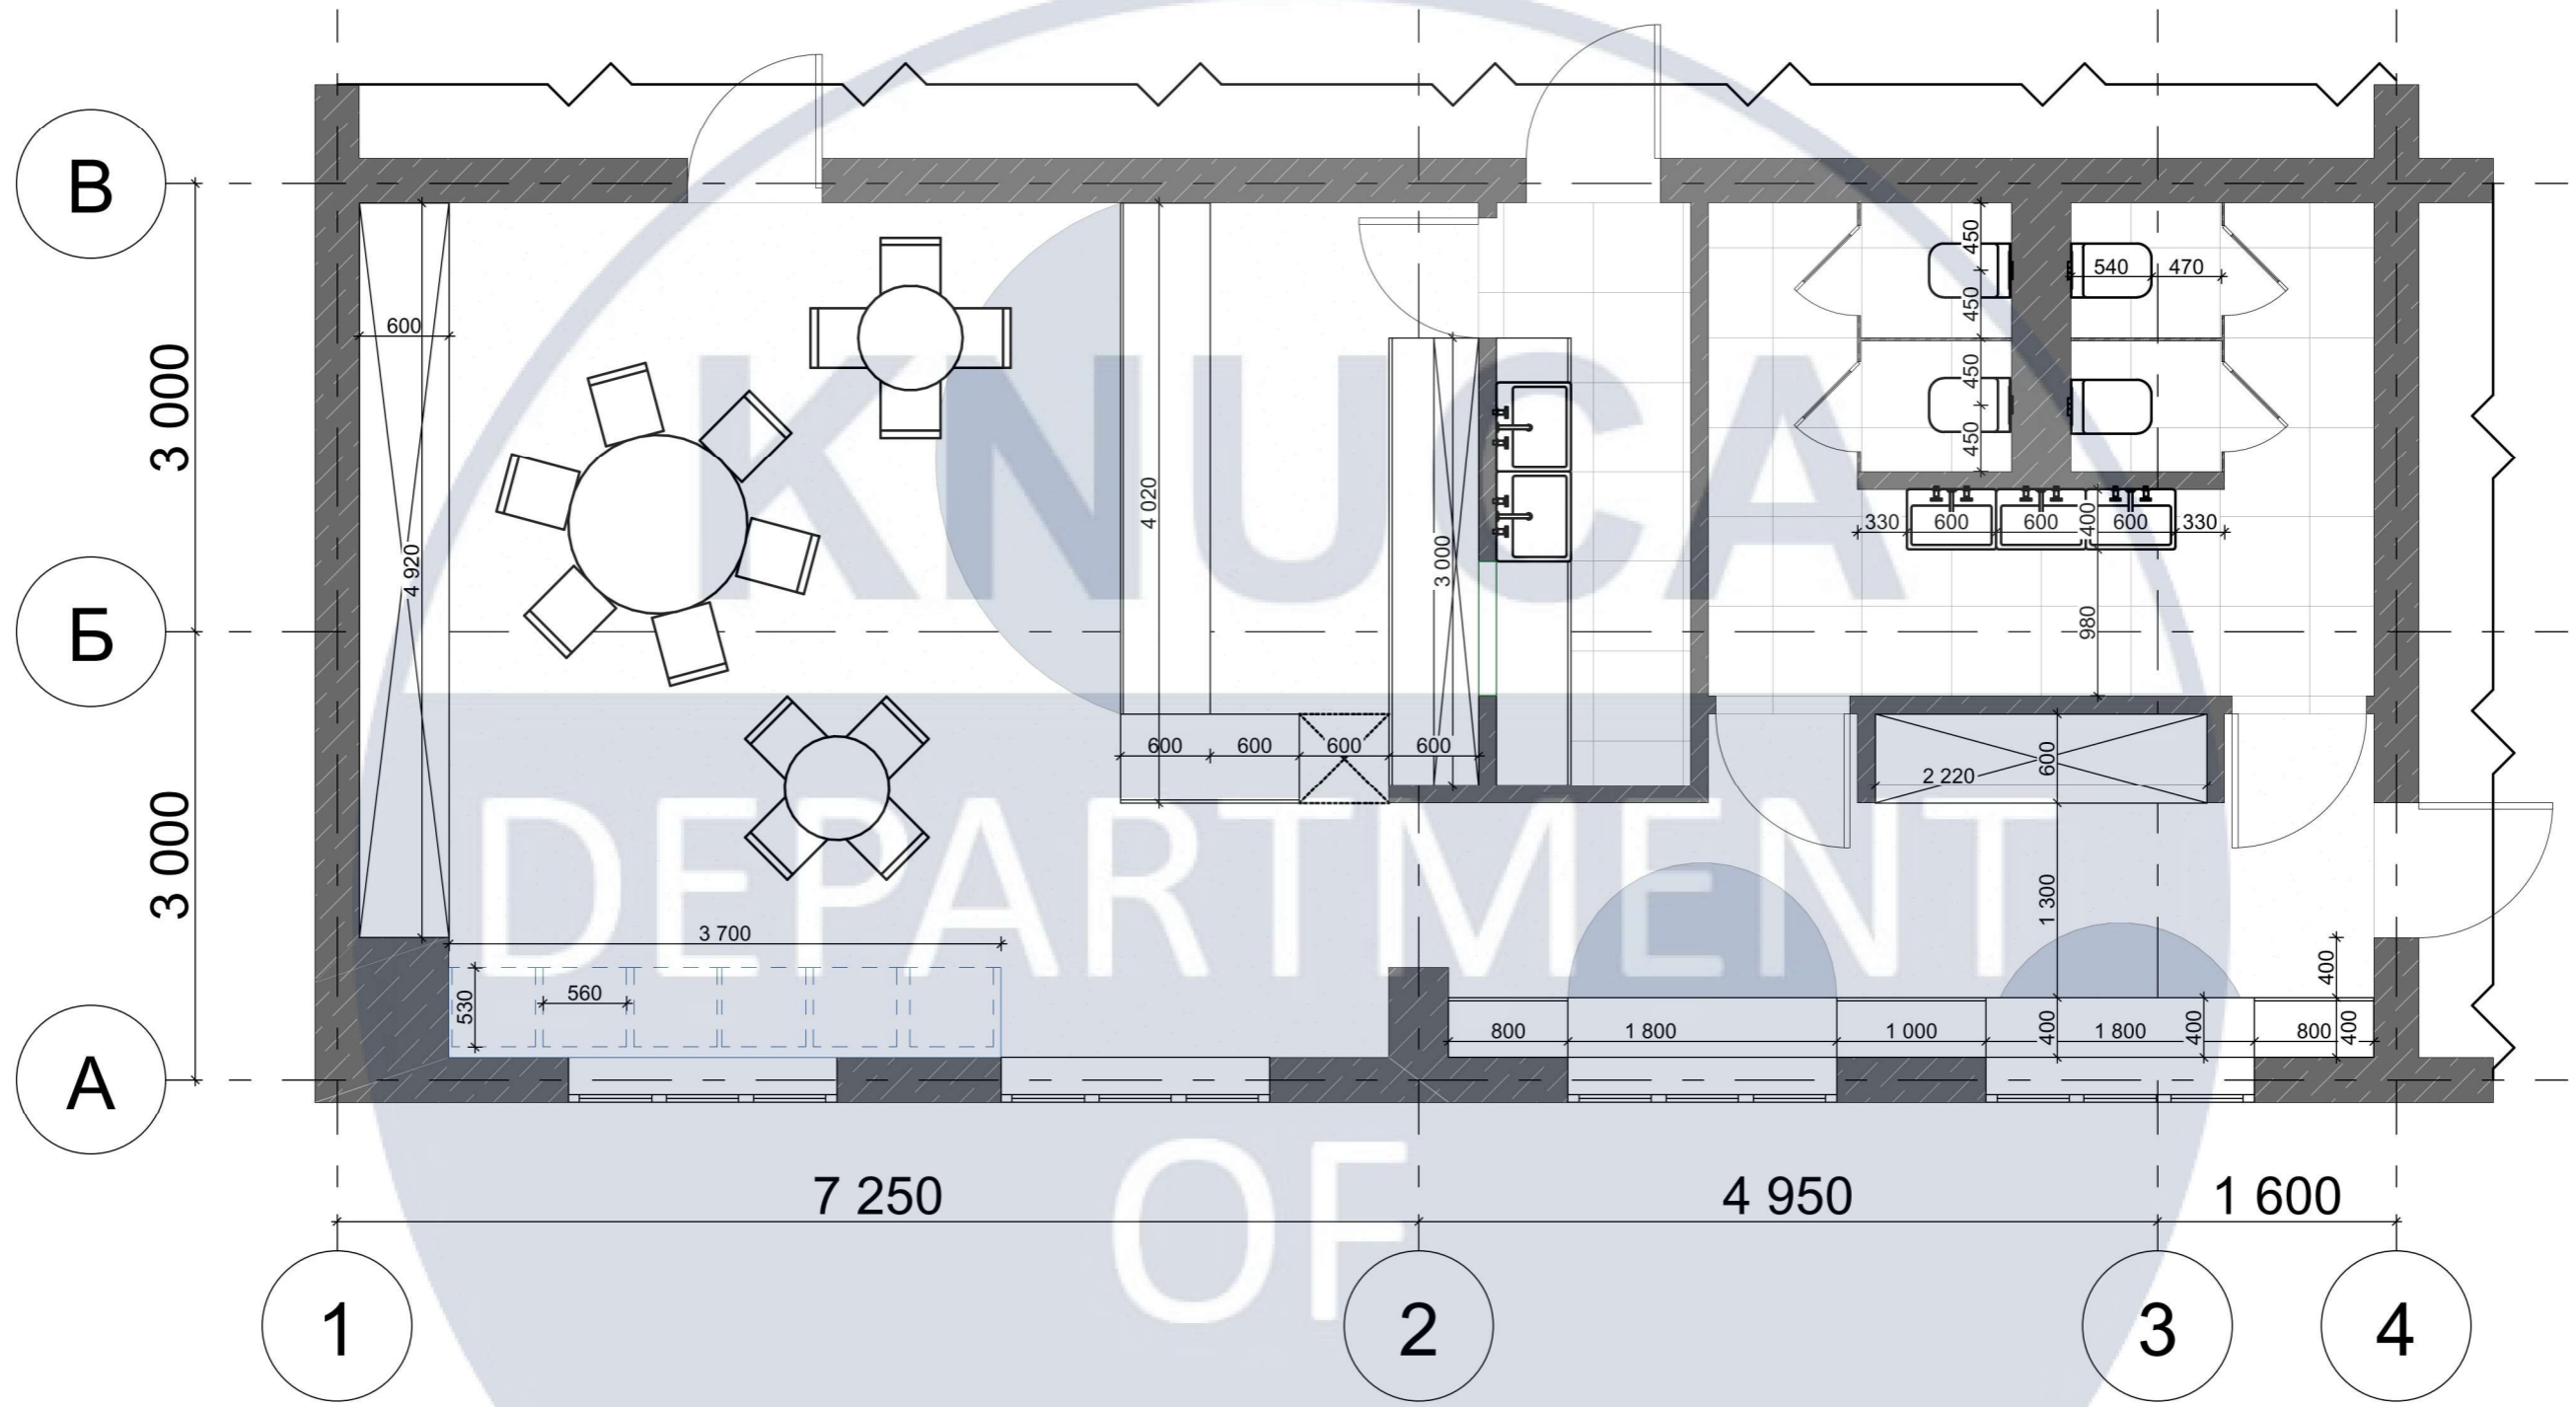 В
450
540 470
600
450
3 000
450
450
4 020
330 600 600 400 600 330
4 920
3 000
KNUCA
Б
980
600 600 600 600
600
2 220
DEPARTMENT
3 000
1 300
3 700
400
560
530
800 1 800 1 000 400 1 800 400 800 400
А
OF
7 250 4 950 1 600
1 2 3 4